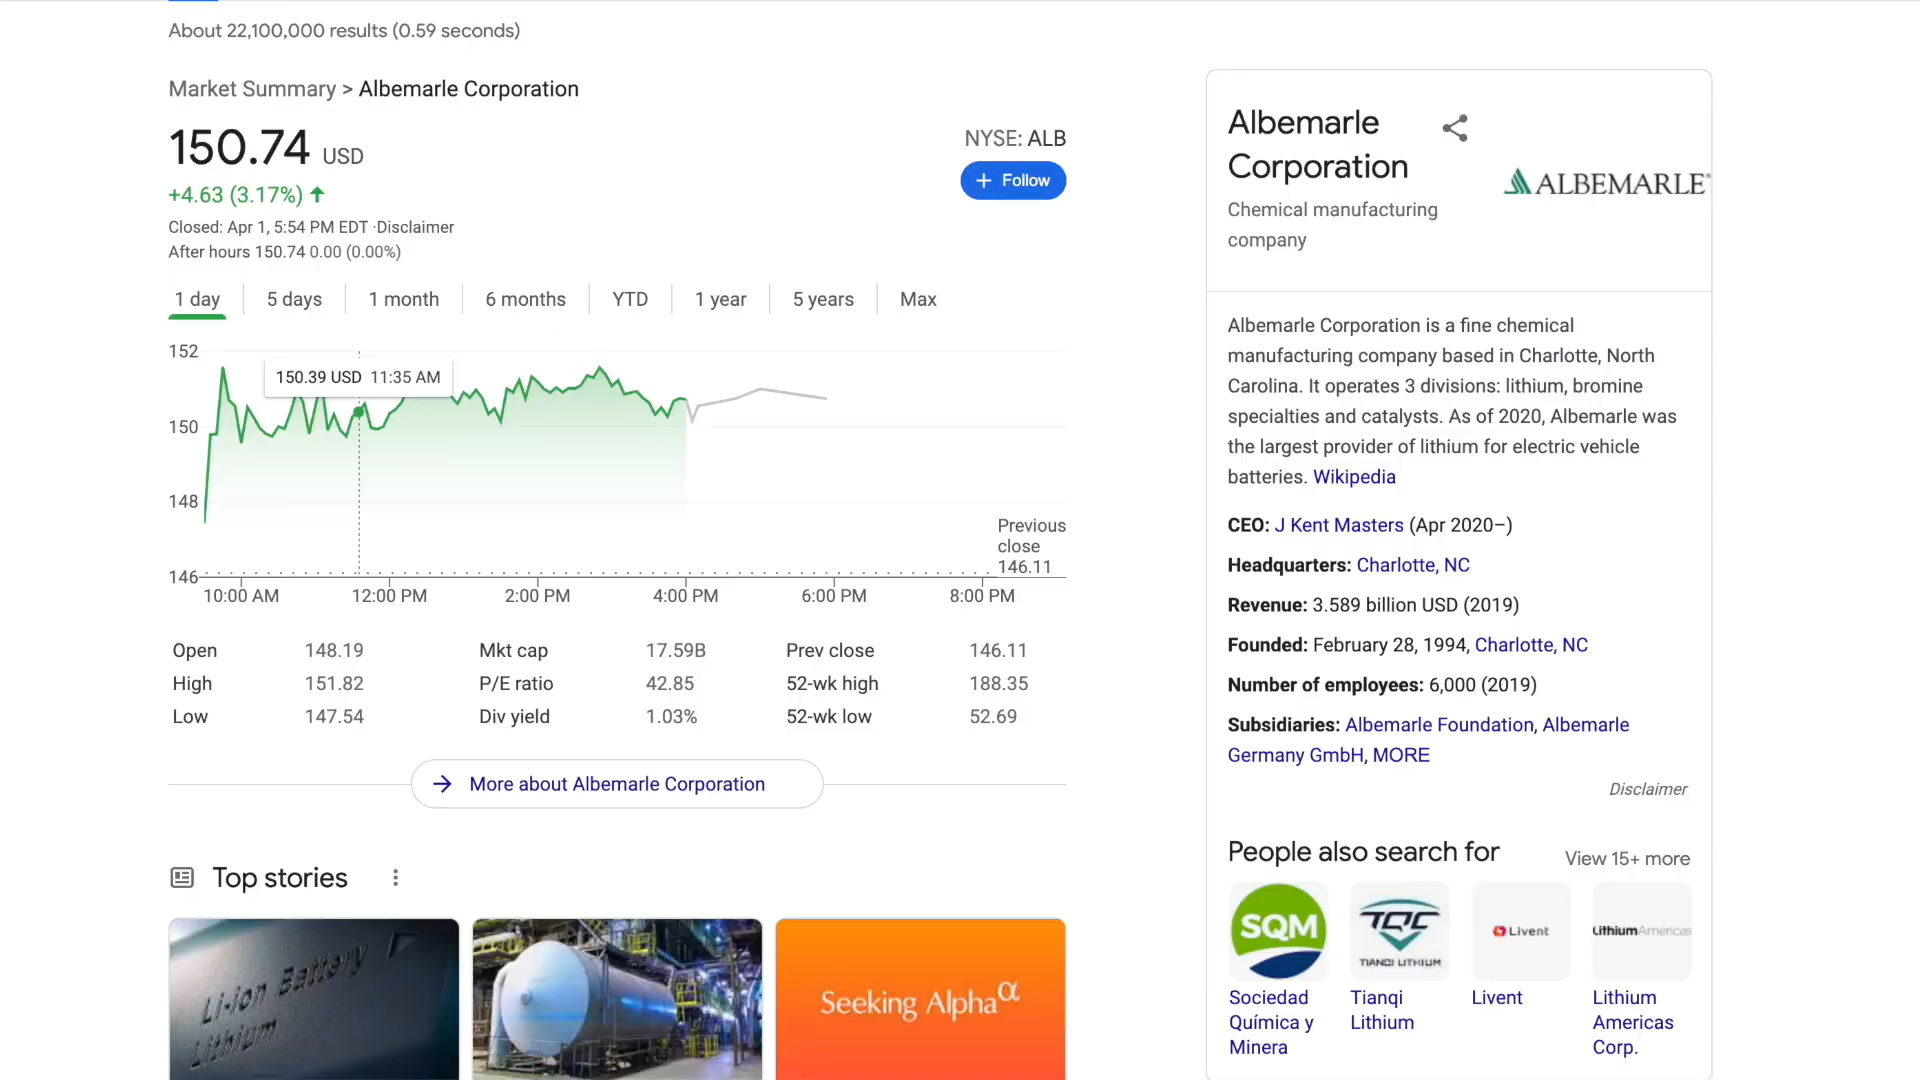 About 22,100,000 results (0.59 seconds)
Market Summary > Albemarle Corporation
150.74 USD
+4.63 (3.17%)
Closed: Apr 1, 5:54 PM EDT ·Disclaimer
After hours 150.74 0.00 (0.00%)
NYSE: ALB
+ Follow
1 day
5 days
1 month
6 months
YTD
1 year
5 years
Max
152
150
148
146
150.39 USD 11:35 AM
Previous
close
146.11
10:00 AM
12:00 PM
2:00 PM
4:00 PM
6:00 PM
8:00 PM
Open 148.19 Mkt cap 17.59B Prev close 146.11
High 151.82 P/E ratio 42.85 52-wk high 188.35
Low 147.54 Div yield 1.03% 52-wk low 52.69
More about Albemarle Corporation
Top stories
Li-ion Battery
Lithium
Seeking Alphaα
Albemarle
Corporation
Chemical manufacturing
company
ALBEMARLE®
Albemarle Corporation is a fine chemical
manufacturing company based in Charlotte, North
Carolina. It operates 3 divisions: lithium, bromine
specialties and catalysts. As of 2020, Albemarle was
the largest provider of lithium for electric vehicle
batteries. Wikipedia
CEO: J Kent Masters (Apr 2020–)
Headquarters: Charlotte, NC
Revenue: 3.589 billion USD (2019)
Founded: February 28, 1994, Charlotte, NC
Number of employees: 6,000 (2019)
Subsidiaries: Albemarle Foundation, Albemarle
Germany GmbH, MORE
Disclaimer
People also search for
View 15+ more
SQM
TQC
TIANQI LITHIUM
Livent
LithiumAmericas
Sociedad
Química y
Minera
Tianqi
Lithium
Livent
Lithium
Americas
Corp.